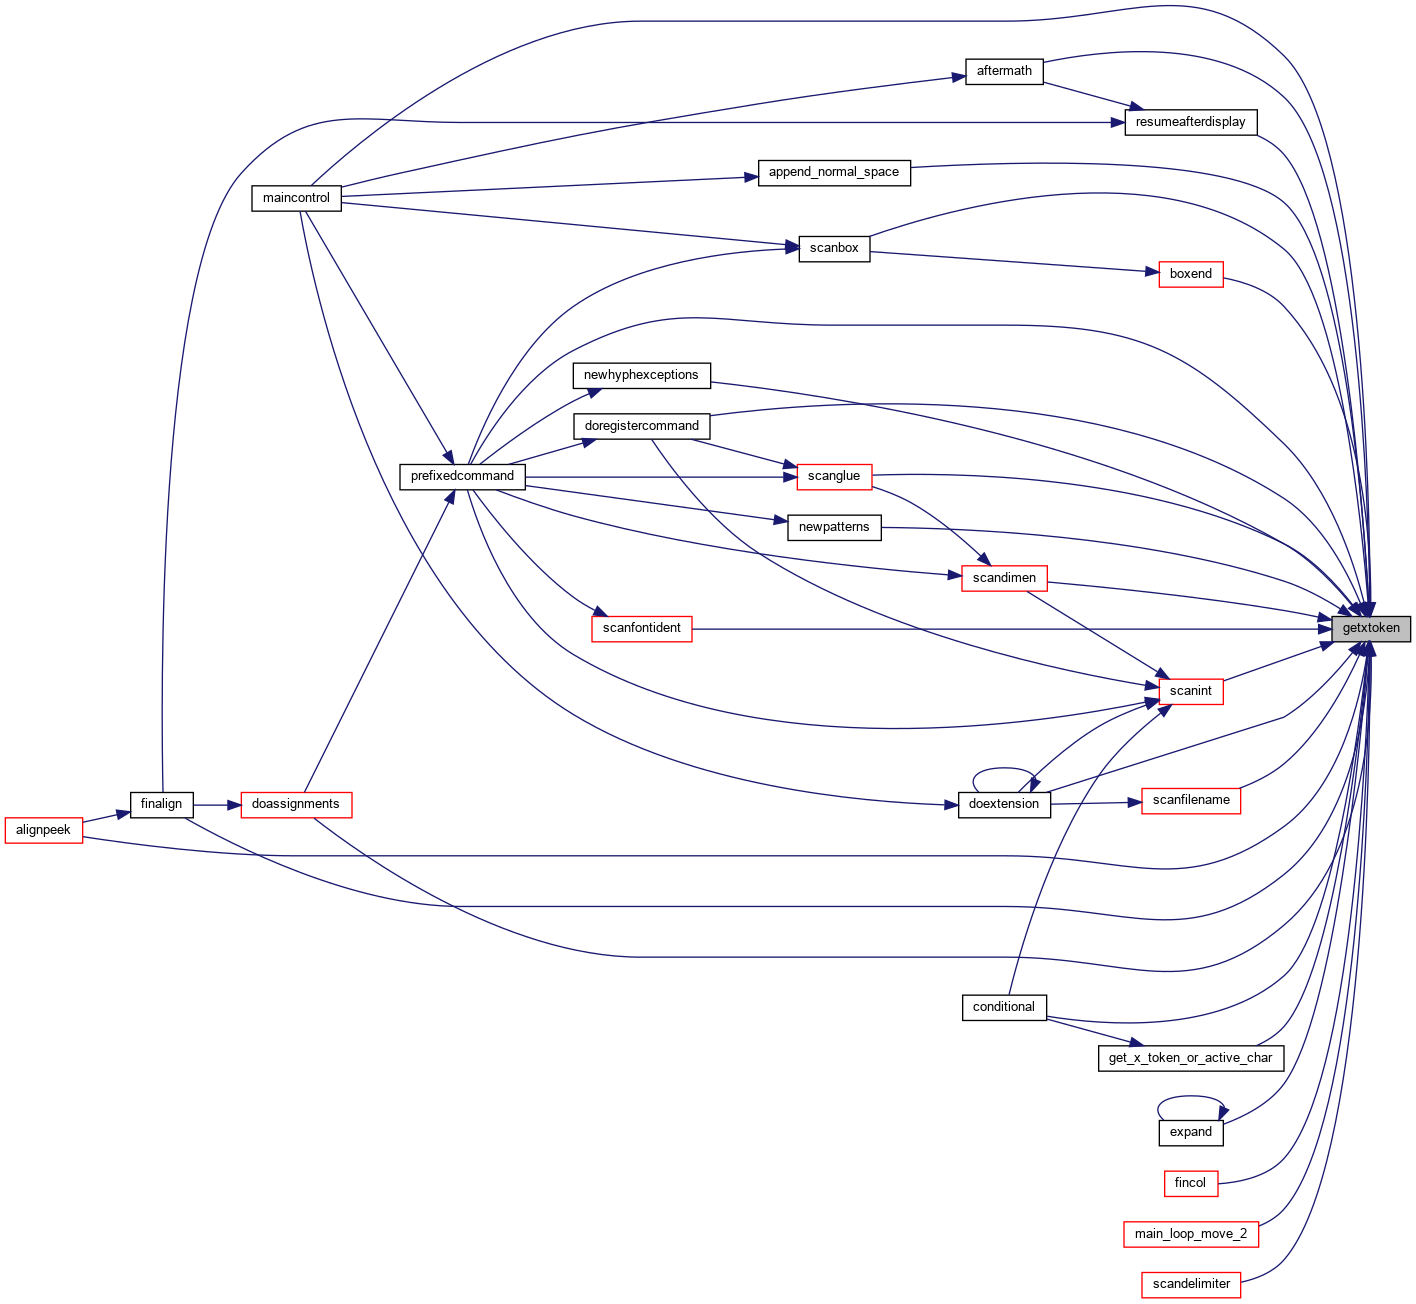 aftermath
resumeafterdisplay
append_normal_space
maincontrol
scanbox
boxend
newhyphexceptions
doregistercommand
prefixedcommand
scanglue
newpatterns
scandimen
scanfontident
getxtoken
scanint
finalign
doassignments
doextension
scanfilename
alignpeek
conditional
get_x_token_or_active_char
expand
fincol
main_loop_move_2
scandelimiter